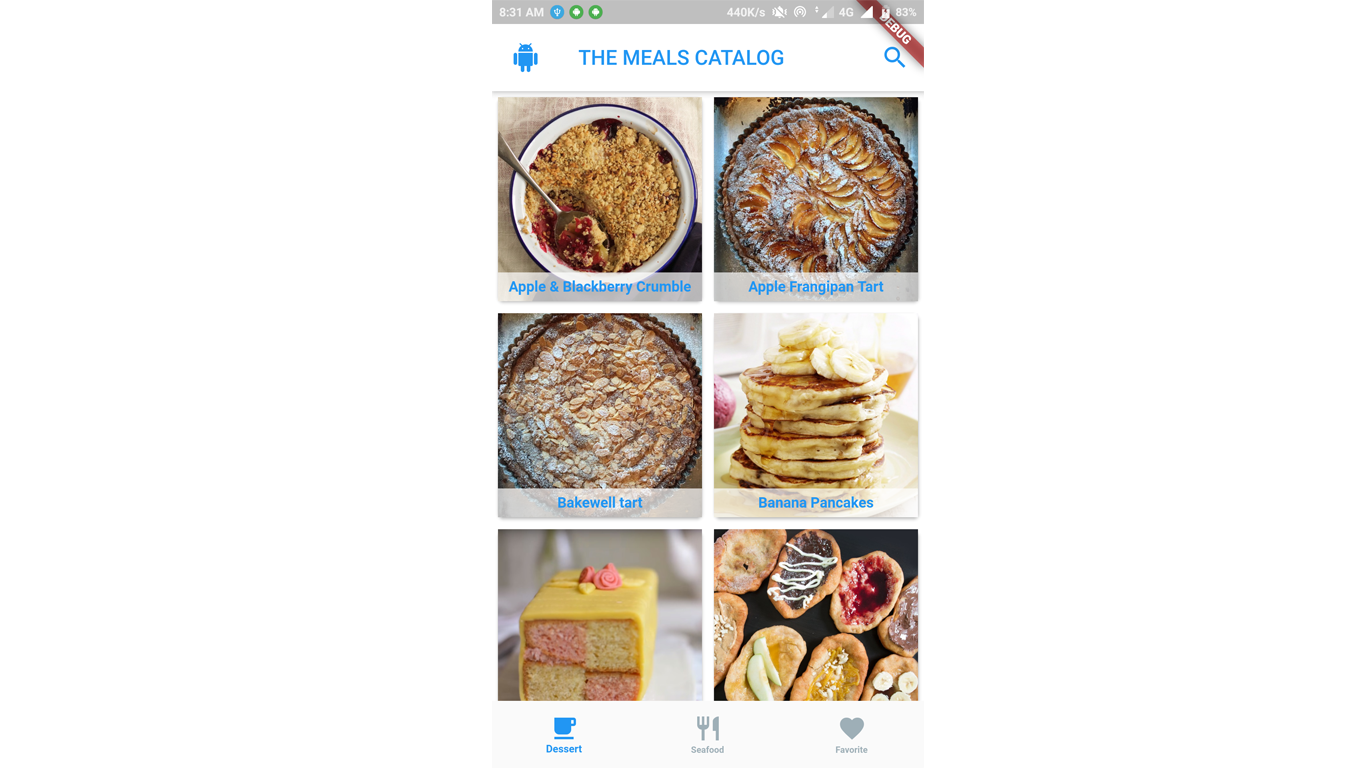 8:31 AM 440K/s 4G 83%
DEBUG
THE MEALS CATALOG
Apple & Blackberry Crumble
Apple Frangipan Tart
Bakewell tart
Banana Pancakes
Dessert
Seafood
Favorite